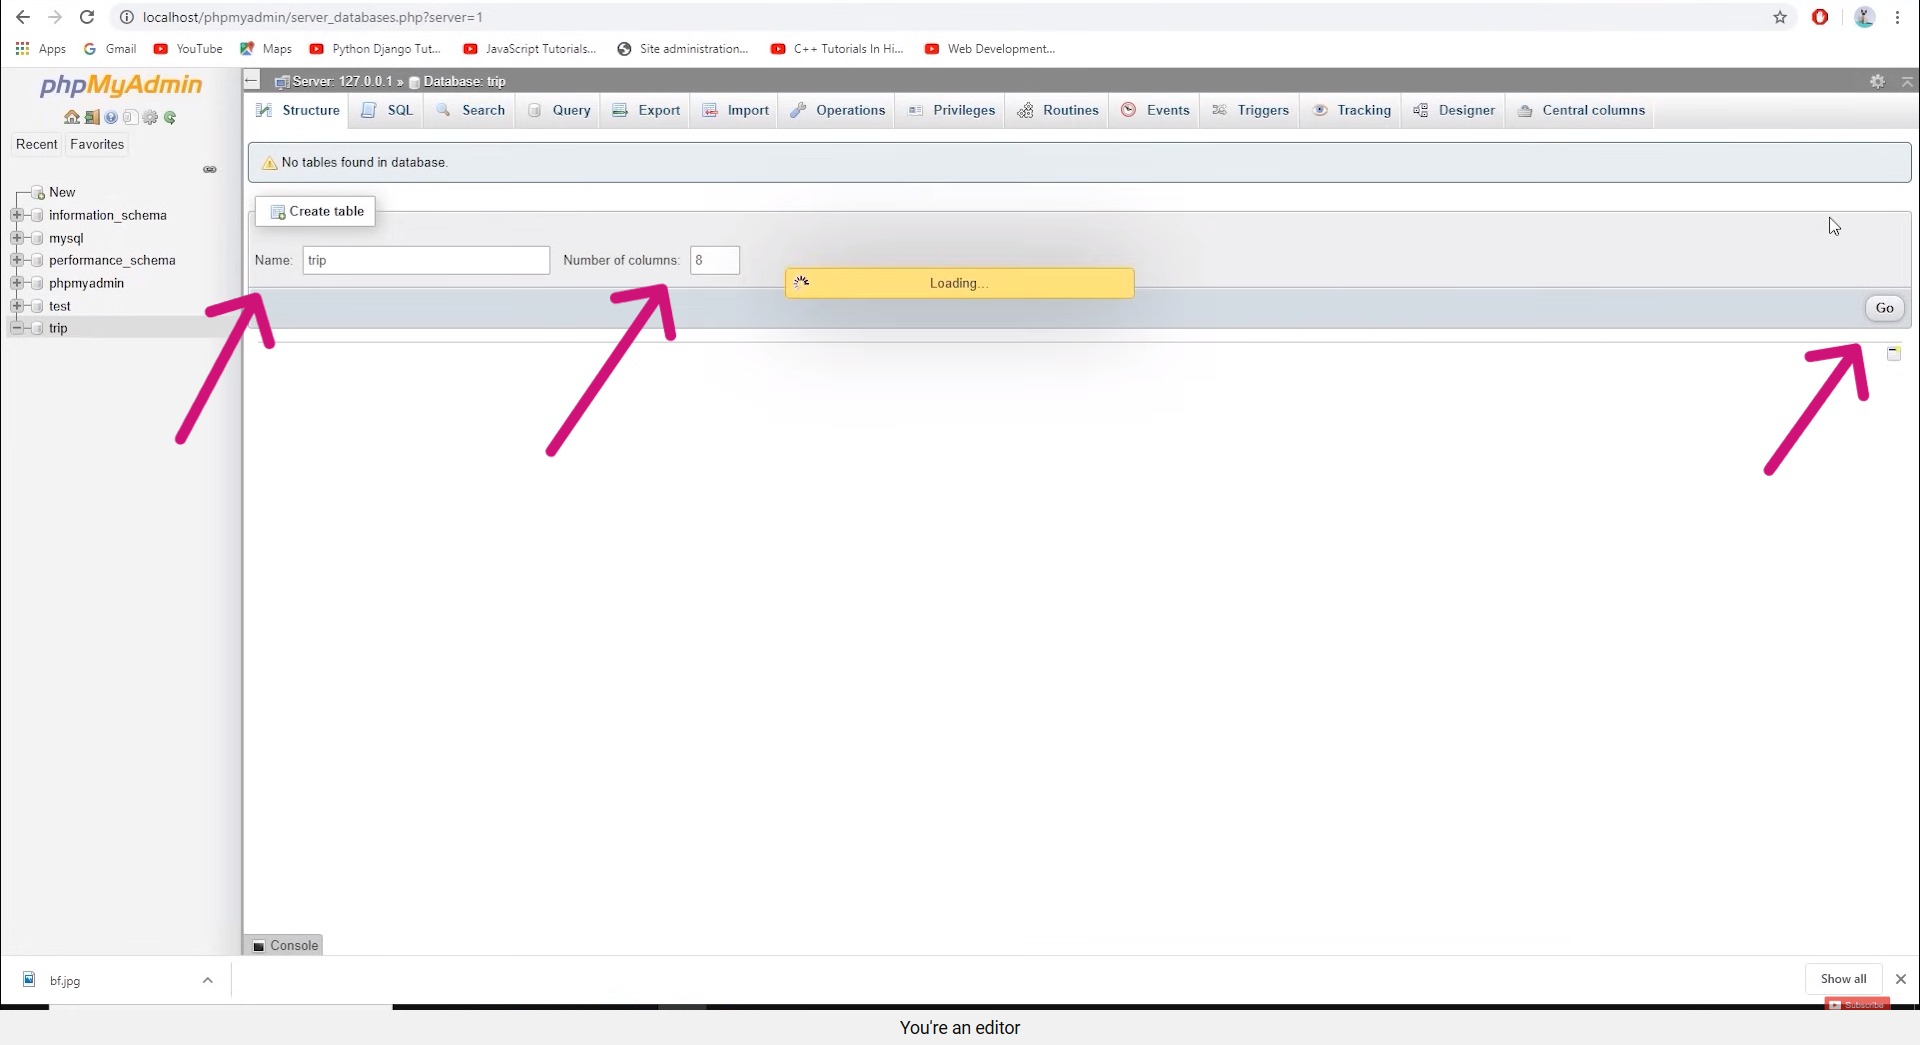 localhost/phpmyadmin/server_databases.php?server=1
Apps Gmail YouTube Maps Python Django Tut... JavaScript Tutorials... Site administration... C++ Tutorials In Hi... Web Development...
phpMyAdmin
Recent Favorites
New
information_schema
mysql
performance_schema
phpmyadmin
test
trip
Server: 127.0.0.1 » Database: trip
Structure SQL Search Query Export Import Operations Privileges Routines Events Triggers Tracking Designer Central columns
No tables found in database.
Create table
Name: trip Number of columns: 8
Loading...
Go
Console
bf.jpg
Show all
Subscribe
You're an editor